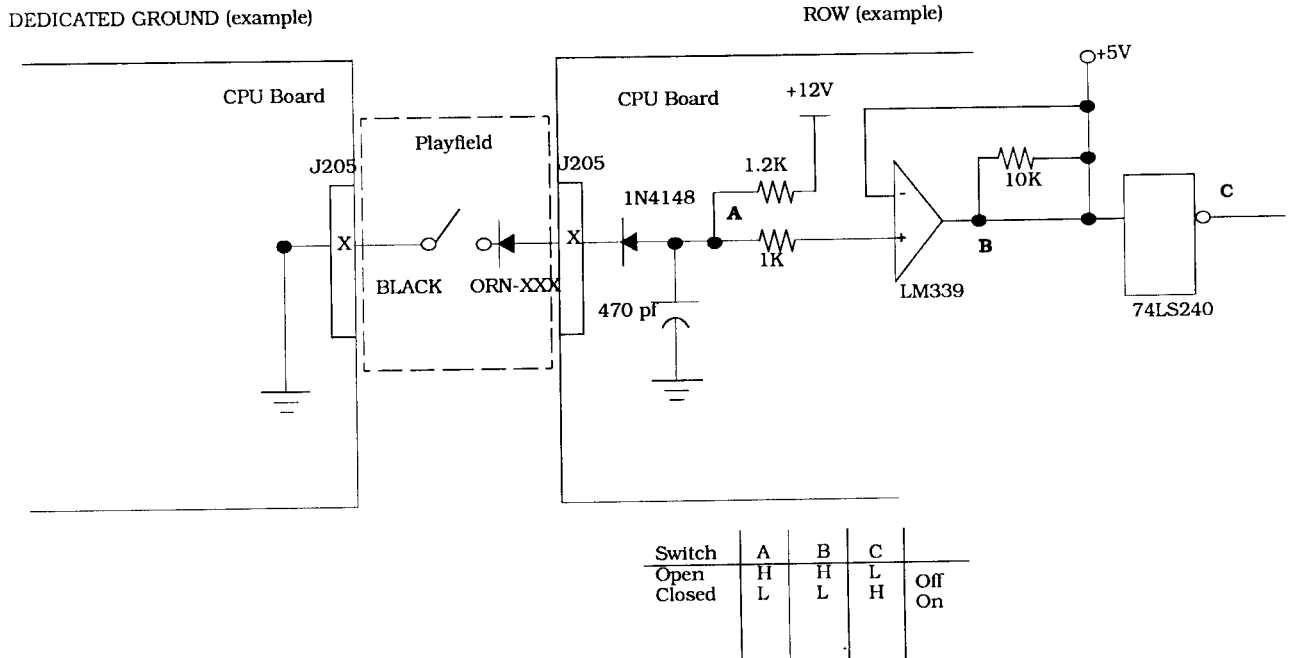 DEDICATED GROUND (example)
ROW (example)
+5V
CPU Board
CPU Board
+12V
Playfield
J205
J205
1.2K
10K
1N4148
A
C
X
X
-
+
1K
B
BLACK
ORN-XXX
LM339
470 pf
74LS240
Switch A B C
Open H H L Off
Closed L L H On